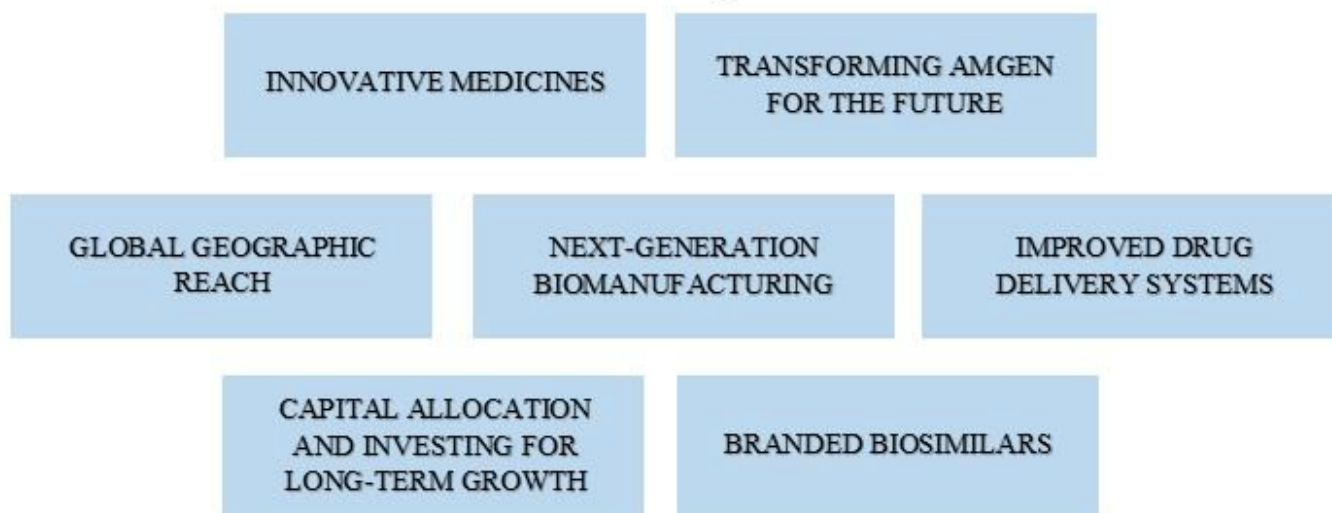 INNOVATIVE MEDICINES
TRANSFORMING AMGEN
FOR THE FUTURE
GLOBAL GEOGRAPHIC
REACH
NEXT-GENERATION
BIOMANUFACTURING
IMPROVED DRUG
DELIVERY SYSTEMS
CAPITAL ALLOCATION
AND INVESTING FOR
LONG-TERM GROWTH
BRANDED BIOSIMILARS